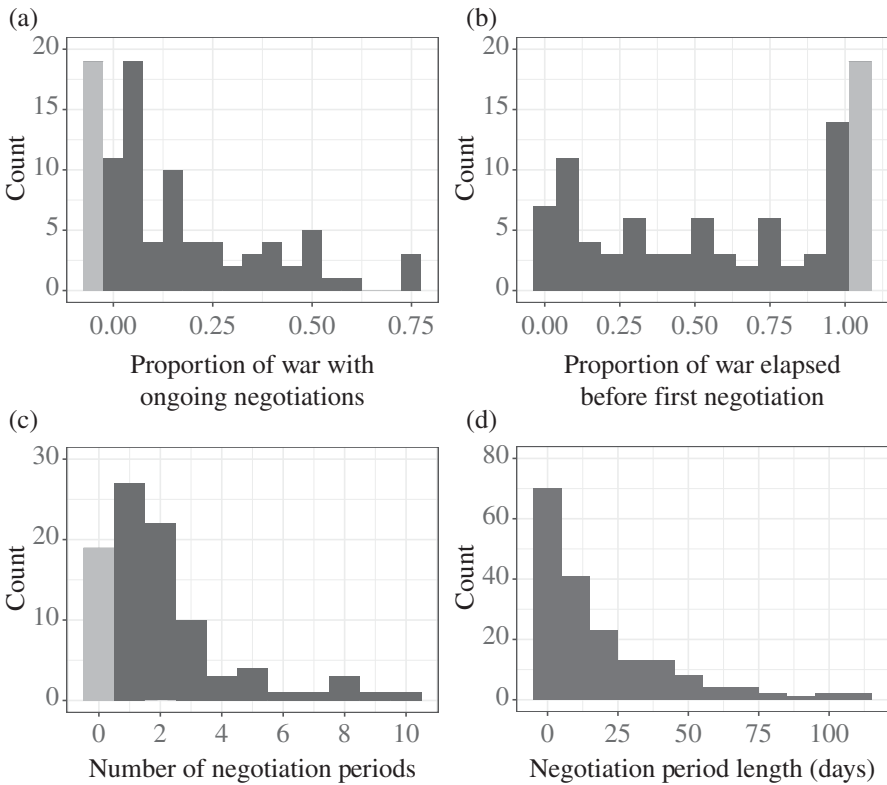 (a)
20
15
10
5
0
Count
0.00 0.25 0.50 0.75
Proportion of war with
ongoing negotiations
(b)
20
15
10
5
0
Count
0.00 0.25 0.50 0.75 1.00
Proportion of war elapsed
before first negotiation
(c)
30
20
10
0
Count
0 2 4 6 8 10
Number of negotiation periods
(d)
80
60
40
20
0
Count
0 25 50 75 100
Negotiation period length (days)